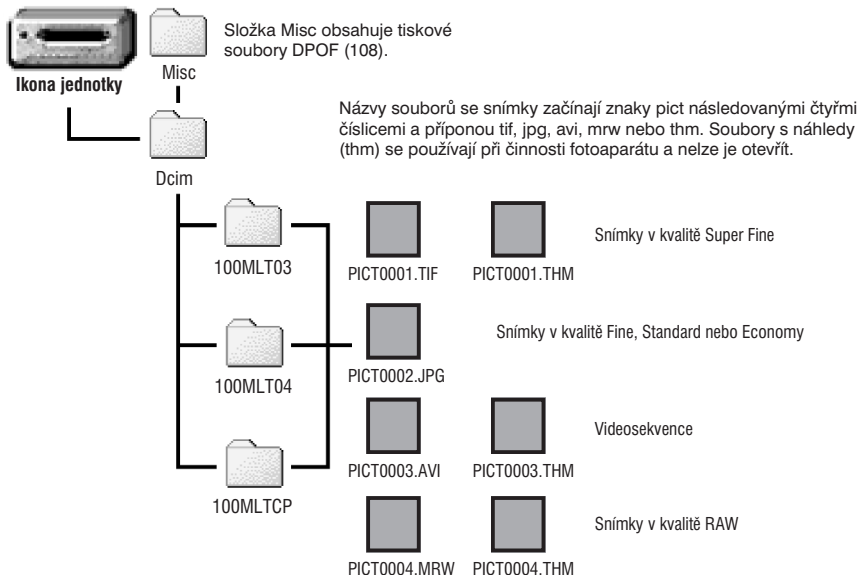 Složka Misc obsahuje tiskové
soubory DPOF (108).
Ikona jednotky
Misc
Názvy souborů se snímky začínají znaky pict následovanými čtyřmi
číslicemi a příponou tif, jpg, avi, mrw nebo thm. Soubory s náhledy
(thm) se používají při činnosti fotoaparátu a nelze je otevřít.
Dcim
100MLT03
PICT0001.TIF
PICT0001.THM
Snímky v kvalitě Super Fine
100MLT04
PICT0002.JPG
Snímky v kvalitě Fine, Standard nebo Economy
100MLTCP
PICT0003.AVI
PICT0003.THM
Videosekvence
PICT0004.MRW
PICT0004.THM
Snímky v kvalitě RAW